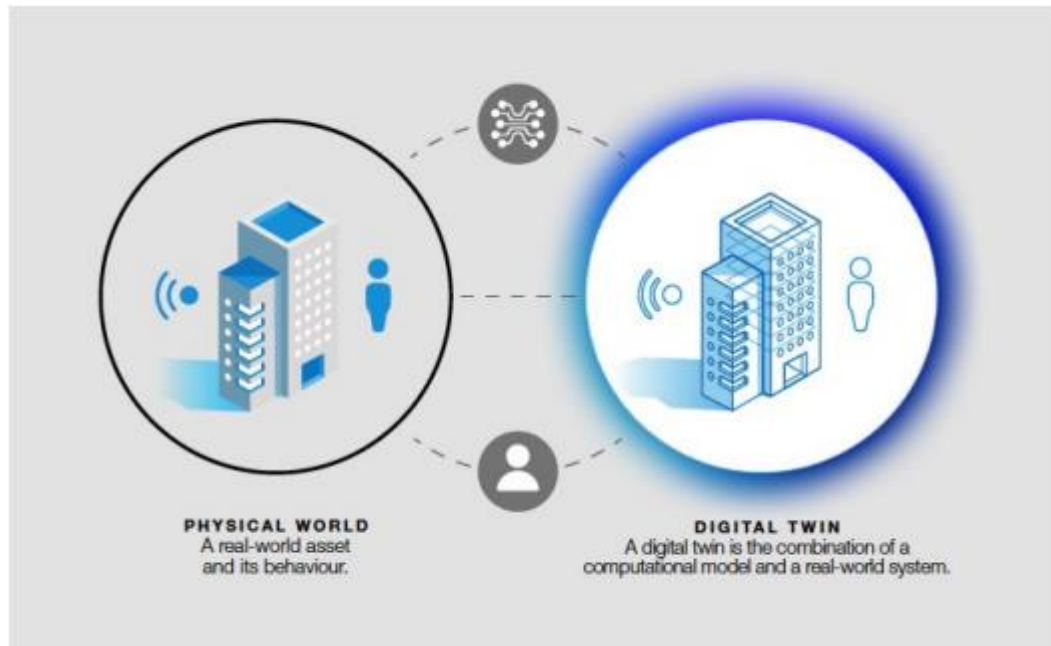 PHYSICAL WORLD
A real-world asset
and its behaviour.
DIGITAL TWIN
A digital twin is the combination of a
computational model and a real-world system.